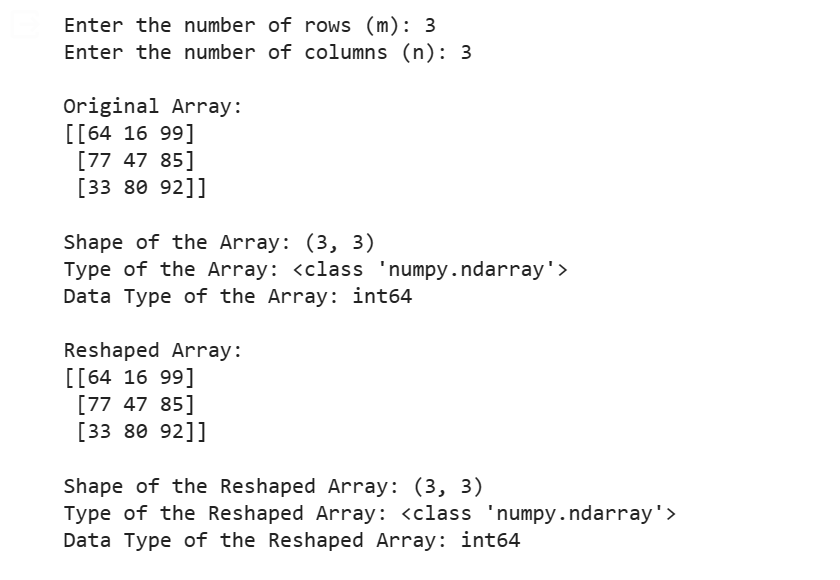 Enter the number of rows (m): 3
Enter the number of columns (n): 3
Original Array:
[[64 16 99]
[77 47 85]
[33 80 92]]
Shape of the Array: (3, 3)
Type of the Array: <class 'numpy.ndarray'>
Data Type of the Array: int64
Reshaped Array:
[[64 16 99]
[77 47 85]
[33 80 92]]
Shape of the Reshaped Array: (3, 3)
Type of the Reshaped Array: <class 'numpy.ndarray'>
Data Type of the Reshaped Array: int64